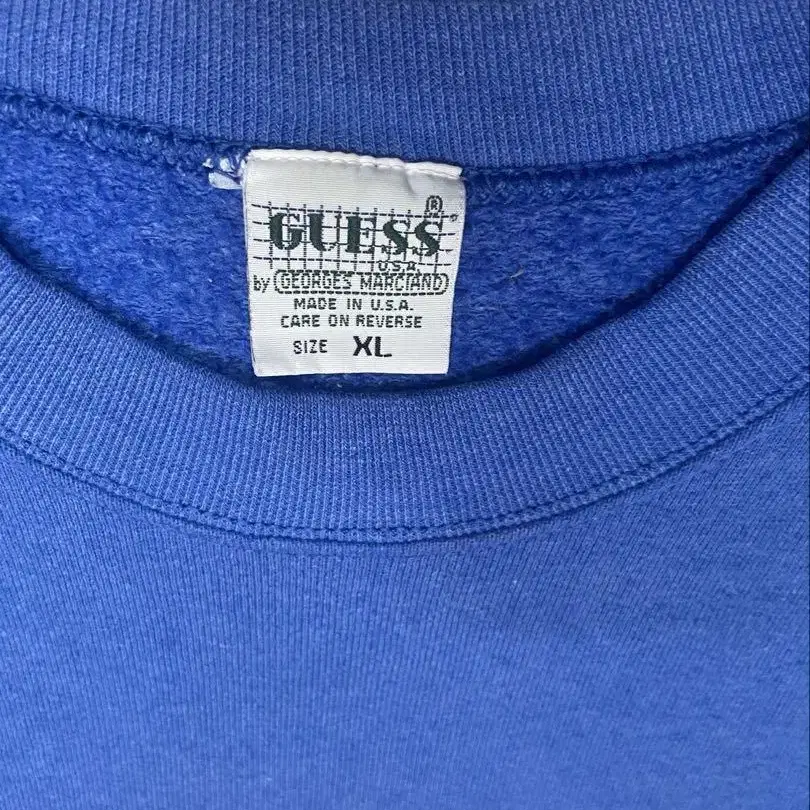 GUESS ®
U.S.A.
by GEORGES MARCIANO
MADE IN U.S.A.
CARE ON REVERSE
SIZE XL